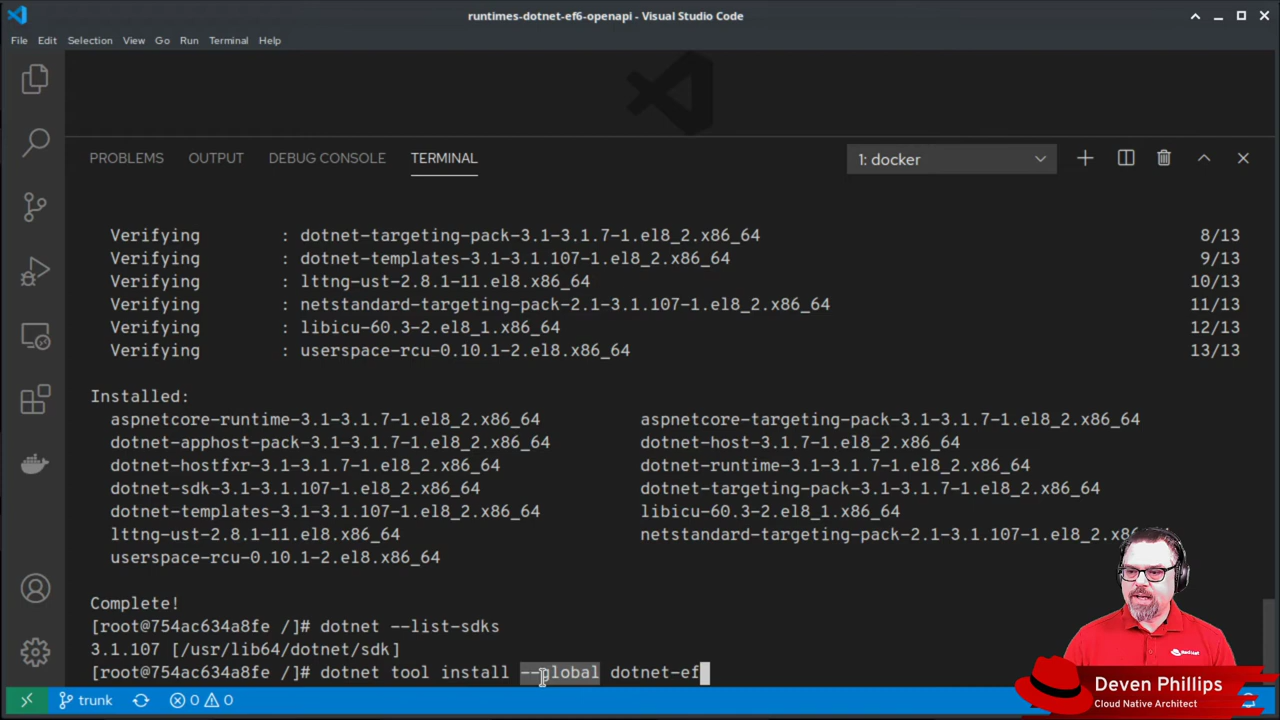 runtimes-dotnet-ef6-openapi - Visual Studio Code
File Edit Selection View Go Run Terminal Help
PROBLEMS OUTPUT DEBUG CONSOLE TERMINAL 1: docker
Verifying : dotnet-targeting-pack-3.1-3.1.7-1.el8_2.x86_64 8/13
Verifying : dotnet-templates-3.1-3.1.107-1.el8_2.x86_64 9/13
Verifying : lttng-ust-2.8.1-11.el8.x86_64 10/13
Verifying : netstandard-targeting-pack-2.1-3.1.107-1.el8_2.x86_64 11/13
Verifying : libicu-60.3-2.el8_1.x86_64 12/13
Verifying : userspace-rcu-0.10.1-2.el8.x86_64 13/13
Installed:
aspnetcore-runtime-3.1-3.1.7-1.el8_2.x86_64 aspnetcore-targeting-pack-3.1-3.1.7-1.el8_2.x86_64
dotnet-apphost-pack-3.1-3.1.7-1.el8_2.x86_64 dotnet-host-3.1.7-1.el8_2.x86_64
dotnet-hostfxr-3.1-3.1.7-1.el8_2.x86_64 dotnet-runtime-3.1-3.1.7-1.el8_2.x86_64
dotnet-sdk-3.1-3.1.107-1.el8_2.x86_64 dotnet-targeting-pack-3.1-3.1.7-1.el8_2.x86_64
dotnet-templates-3.1-3.1.107-1.el8_2.x86_64 libicu-60.3-2.el8_1.x86_64
lttng-ust-2.8.1-11.el8.x86_64 netstandard-targeting-pack-2.1-3.1.107-1.el8_2.x86
userspace-rcu-0.10.1-2.el8.x86_64
Complete!
[root@754ac634a8fe /]# dotnet --list-sdks
3.1.107 [/usr/lib64/dotnet/sdk]
[root@754ac634a8fe /]# dotnet tool install --global dotnet-ef
trunk 0 0
Deven Phillips
Cloud Native Architect